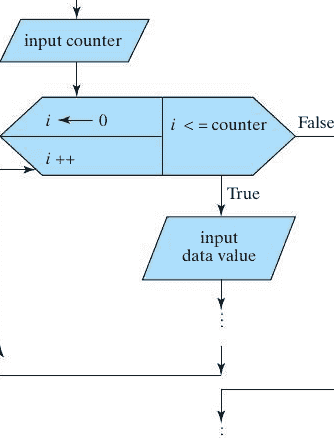 input counter
i ← 0
i <= counter
False
i ++
True
input
data value